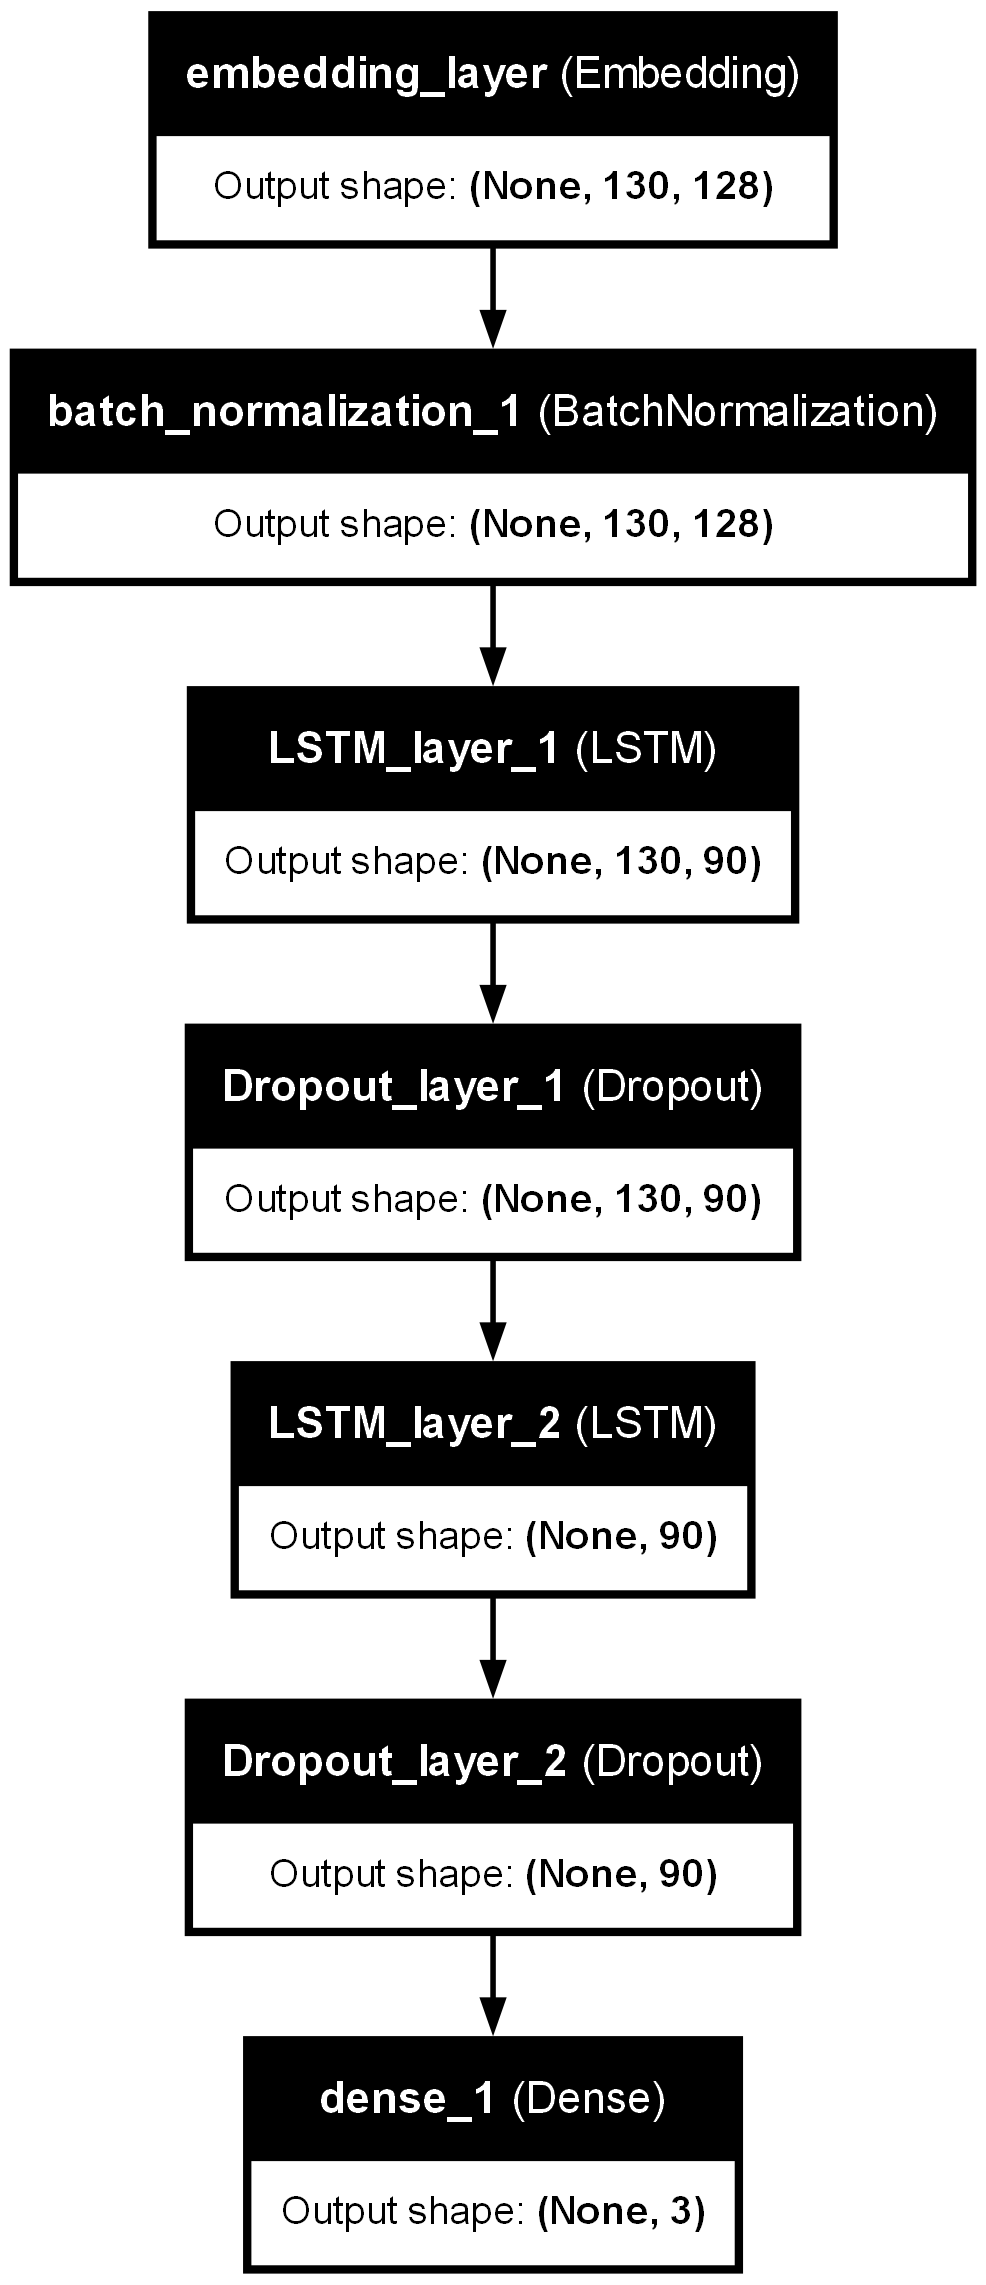 embedding_layer (Embedding)
Output shape: (None, 130, 128)
batch_normalization_1 (BatchNormalization)
Output shape: (None, 130, 128)
LSTM_layer_1 (LSTM)
Output shape: (None, 130, 90)
Dropout_layer_1 (Dropout)
Output shape: (None, 130, 90)
LSTM_layer_2 (LSTM)
Output shape: (None, 90)
Dropout_layer_2 (Dropout)
Output shape: (None, 90)
dense_1 (Dense)
Output shape: (None, 3)